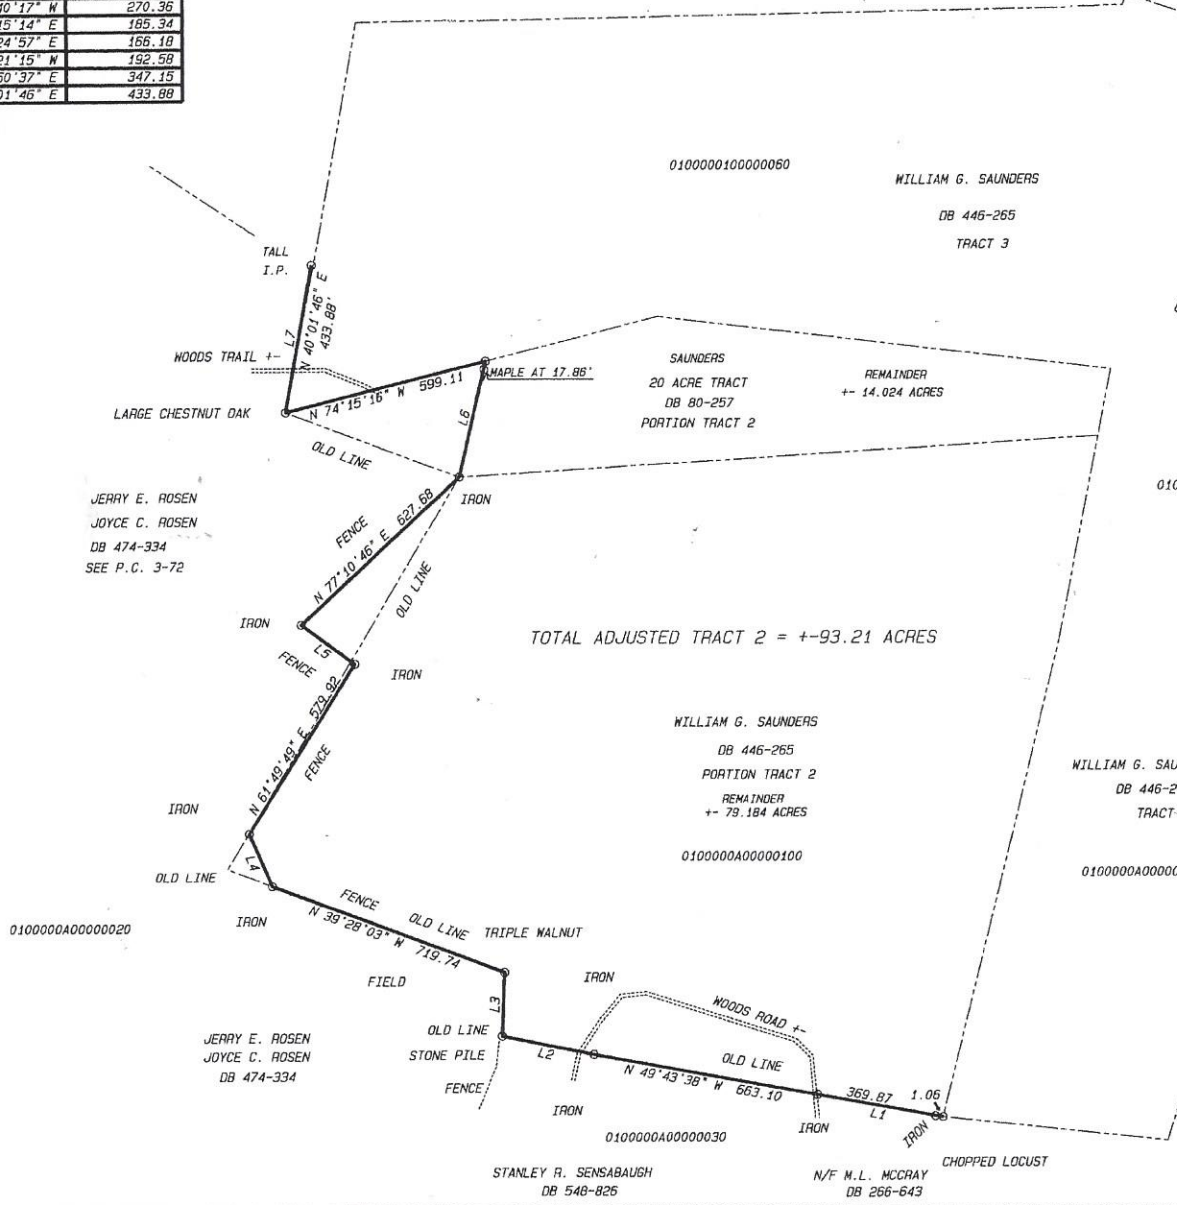 40'17" W 270.36
15'14" E 185.34
24'57" E 166.18
21'15" W 192.58
50'37" E 347.15
01'46" E 433.88
0100000100000060
WILLIAM G. SAUNDERS
DB 446-265
TRACT 3
TALL
I.P.
L7
N 40°01'46" E
433.88'
WOODS TRAIL +-
LARGE CHESTNUT OAK
N 74°15'16" W 599.11
MAPLE AT 17.86'
L6
OLD LINE
SAUNDERS
20 ACRE TRACT
DB 80-257
PORTION TRACT 2
REMAINDER
+- 14.024 ACRES
JERRY E. ROSEN
JOYCE C. ROSEN
DB 474-334
SEE P.C. 3-72
IRON
FENCE
N 77°10'46" E 627.68
OLD LINE
010
IRON
L5
FENCE
IRON
TOTAL ADJUSTED TRACT 2 = +-93.21 ACRES
N 61°49'49" E 579.92
FENCE
WILLIAM G. SAUNDERS
DB 446-265
PORTION TRACT 2
REMAINDER
+- 79.184 ACRES
0100000A00000100
WILLIAM G. SAU
DB 446-2
TRACT
0100000A00000
IRON
L4
OLD LINE
IRON
FENCE
OLD LINE
N 39°28'03" W 719.74
TRIPLE WALNUT
FIELD
0100000A00000020
L3
IRON
WOODS ROAD +-
OLD LINE
STONE PILE
FENCE
L2
OLD LINE
N 49°43'38" W 663.10
369.87
L1
1.06
IRON
IRON
IRON
CHOPPED LOCUST
JERRY E. ROSEN
JOYCE C. ROSEN
DB 474-334
0100000A00000030
STANLEY R. SENSABAUGH
DB 548-826
N/F M.L. MCCRAY
DB 266-643